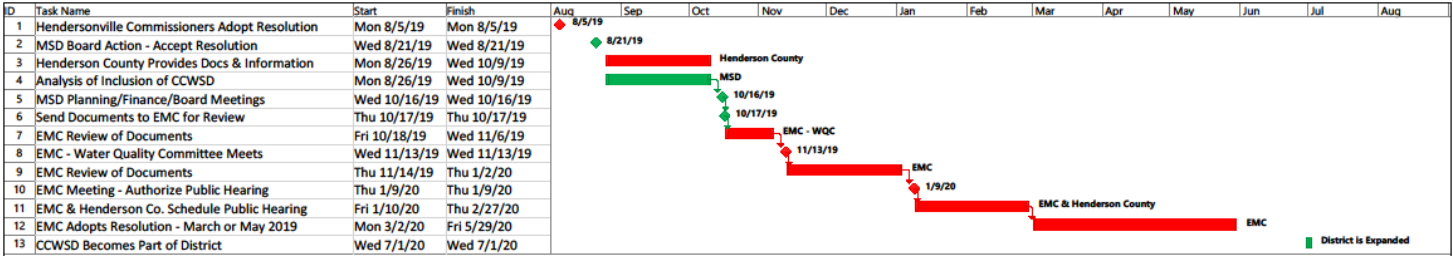 ID Task Name Start Finish Aug Sep Oct Nov Dec Jan Feb Mar Apr May Jun Jul Aug
1 Hendersonville Commissioners Adopt Resolution Mon 8/5/19 Mon 8/5/19 8/5/19
2 MSD Board Action - Accept Resolution Wed 8/21/19 Wed 8/21/19 8/21/19
3 Henderson County Provides Docs & Information Mon 8/26/19 Wed 10/9/19 Henderson County
4 Analysis of Inclusion of CCWSD Mon 8/26/19 Wed 10/9/19 MSD
5 MSD Planning/Finance/Board Meetings Wed 10/16/19 Wed 10/16/19 10/16/19
6 Send Documents to EMC for Review Thu 10/17/19 Thu 10/17/19 10/17/19
7 EMC Review of Documents Fri 10/18/19 Wed 11/6/19 EMC - WQC
8 EMC - Water Quality Committee Meets Wed 11/13/19 Wed 11/13/19 11/13/19
9 EMC Review of Documents Thu 11/14/19 Thu 1/2/20 EMC
10 EMC Meeting - Authorize Public Hearing Thu 1/9/20 Thu 1/9/20 1/9/20
11 EMC & Henderson Co. Schedule Public Hearing Fri 1/10/20 Thu 2/27/20 EMC & Henderson County
12 EMC Adopts Resolution - March or May 2019 Mon 3/2/20 Fri 5/29/20 EMC
13 CCWSD Becomes Part of District Wed 7/1/20 Wed 7/1/20 District is Expanded